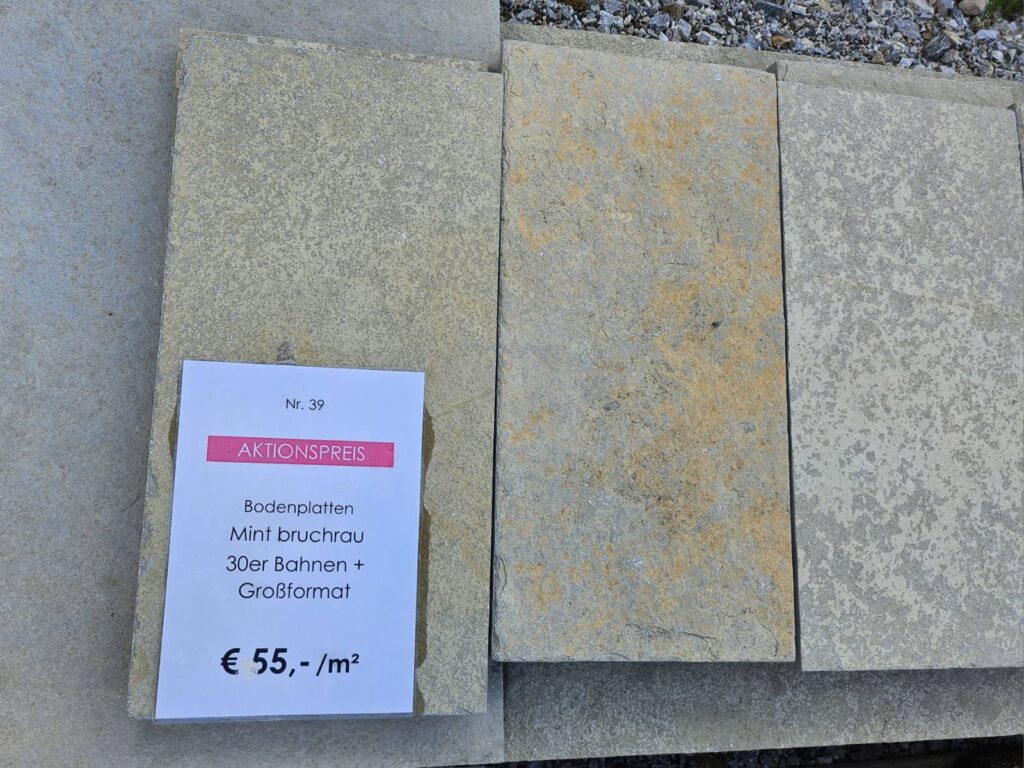 Nr. 39
AKTIONSPREIS
Bodenplatten
Mint bruchrau
30er Bahnen +
Großformat
€ 55,- /m²